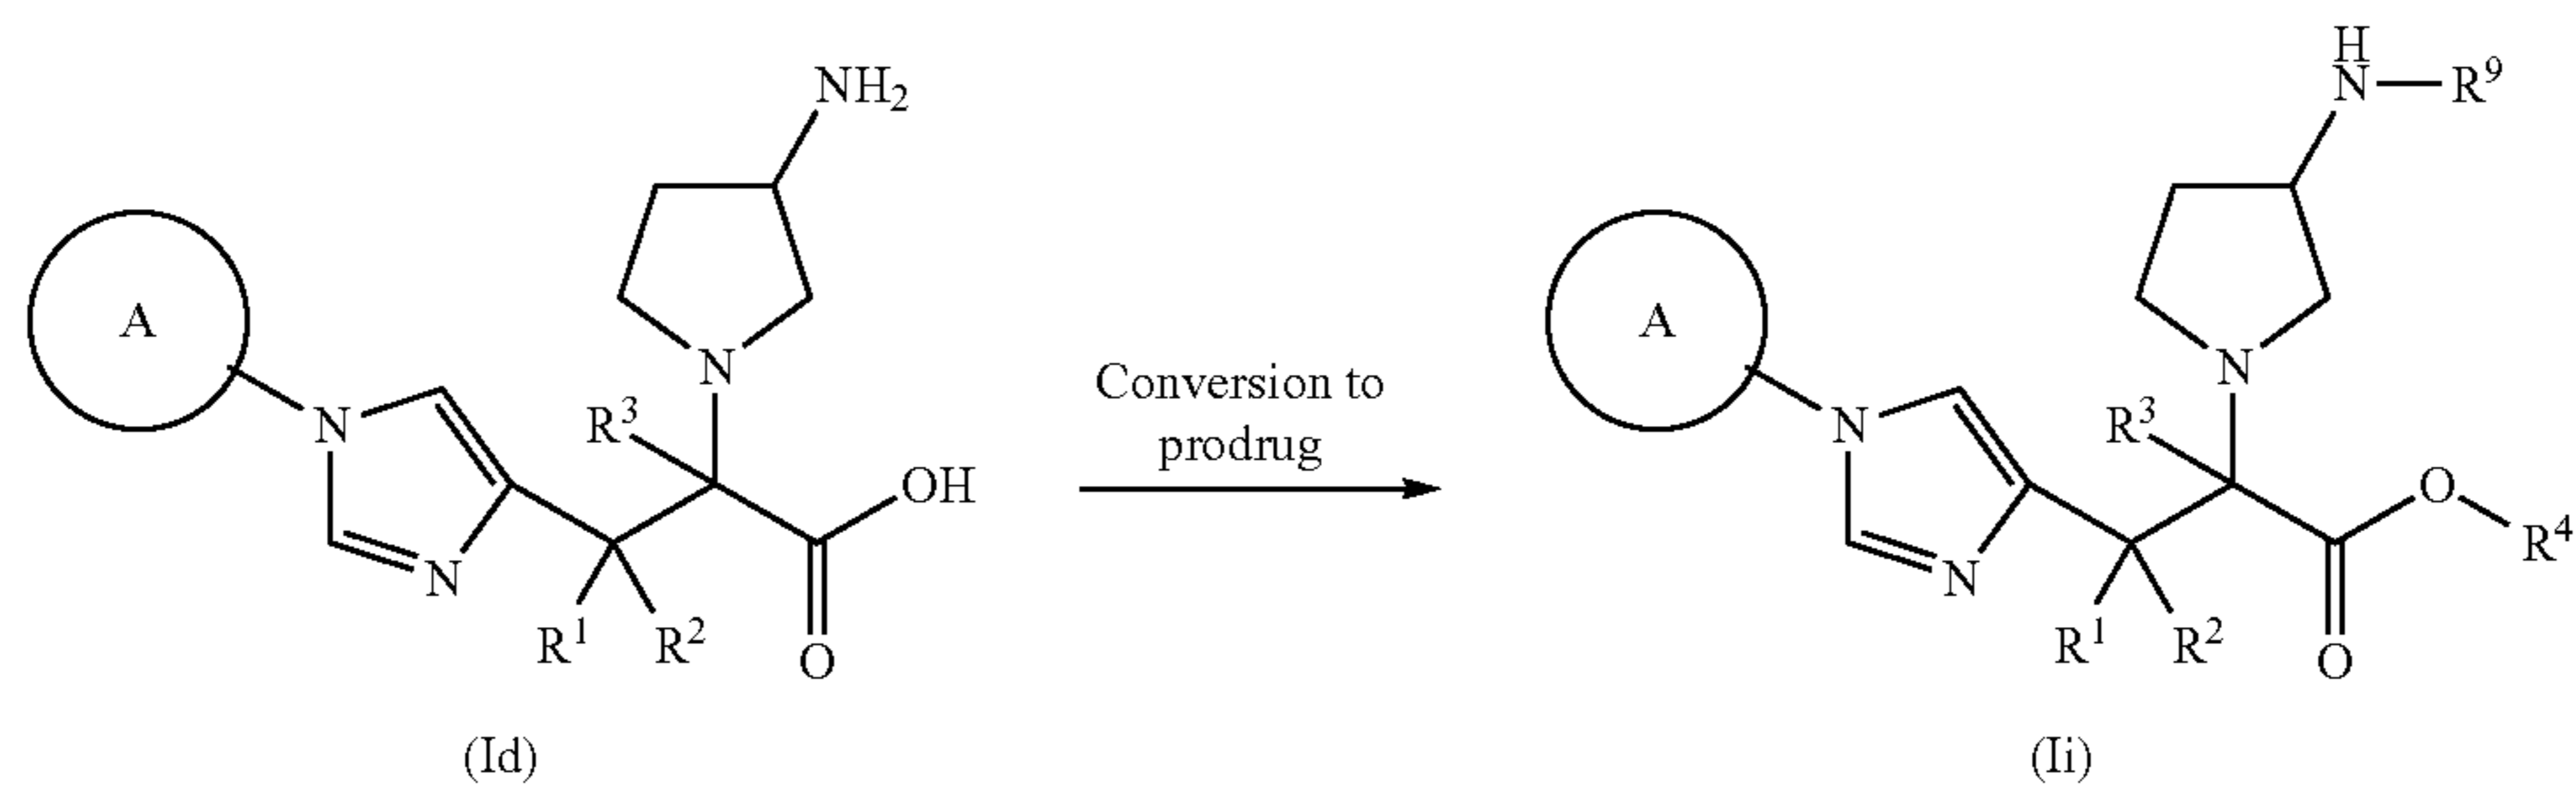 NH₂
A
N
N
R³
OH
N
R¹
R²
O
(Id)
Conversion to
prodrug
H
N
R⁹
A
N
N
R³
O
R⁴
N
R¹
R²
O
(Ii)